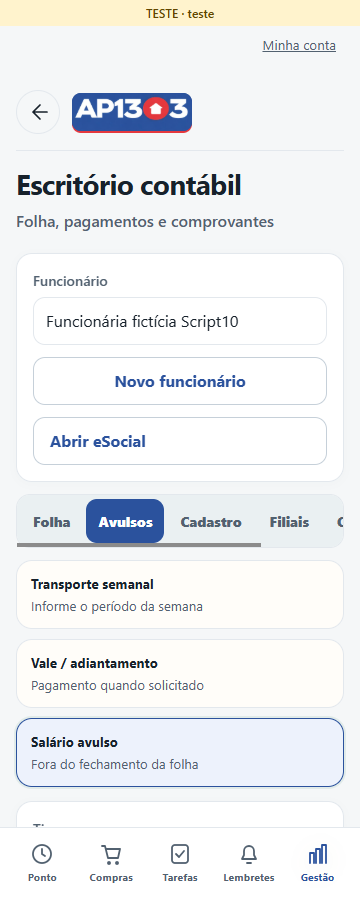 TESTE · teste
Minha conta
AP1303
Escritório contábil
Folha, pagamentos e comprovantes
Funcionário
Funcionária fictícia Script10
Novo funcionário
Abrir eSocial
Folha Avulsos Cadastro Filiais
Transporte semanal
Informe o período da semana
Vale / adiantamento
Pagamento quando solicitado
Salário avulso
Fora do fechamento da folha
Ponto Compras Tarefas Lembretes Gestão